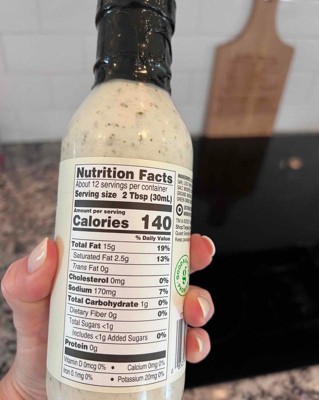 Nutrition Facts
About 12 servings per container
Serving size 2 Tbsp (30mL)
Amount per serving
Calories 140
% Daily Value
Total Fat 15g 19%
Saturated Fat 2.5g 13%
Trans Fat 0g
Cholesterol 0mg 0%
Sodium 170mg 7%
Total Carbohydrate 1g 0%
Dietary Fiber 0g 0%
Total Sugars <1g
Includes <1g Added Sugars 0%
Protein 0g
Vitamin D 0mcg 0% • Calcium 0mg 0%
Iron 0.1mg 0% • Potassium 20mg 0%